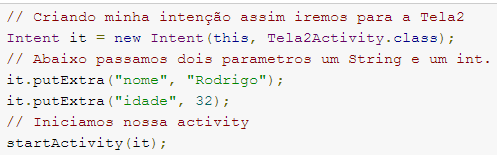 // Criando minha intenção assim iremos para a Tela2
Intent it = new Intent(this, Tela2Activity.class);
// Abaixo passamos dois parametros um String e um int.
it.putExtra("nome", "Rodrigo");
it.putExtra("idade", 32);
// Iniciamos nossa activity
startActivity(it);